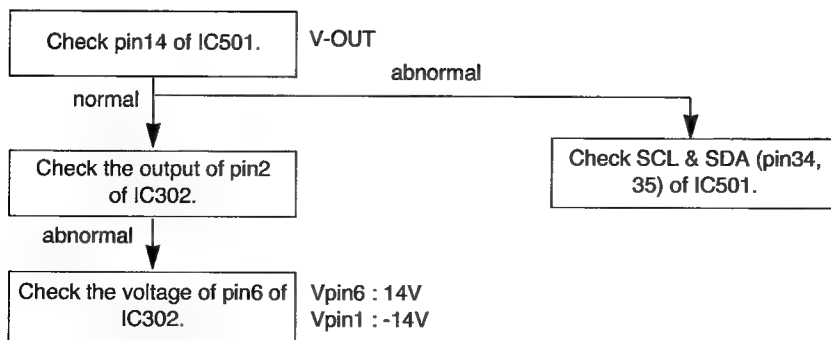 Check pin14 of IC501.
V-OUT
abnormal
normal
Check the output of pin2
of IC302.
Check SCL & SDA (pin34,
35) of IC501.
abnormal
Check the voltage of pin6 of
IC302.
Vpin6 : 14V
Vpin1 : -14V